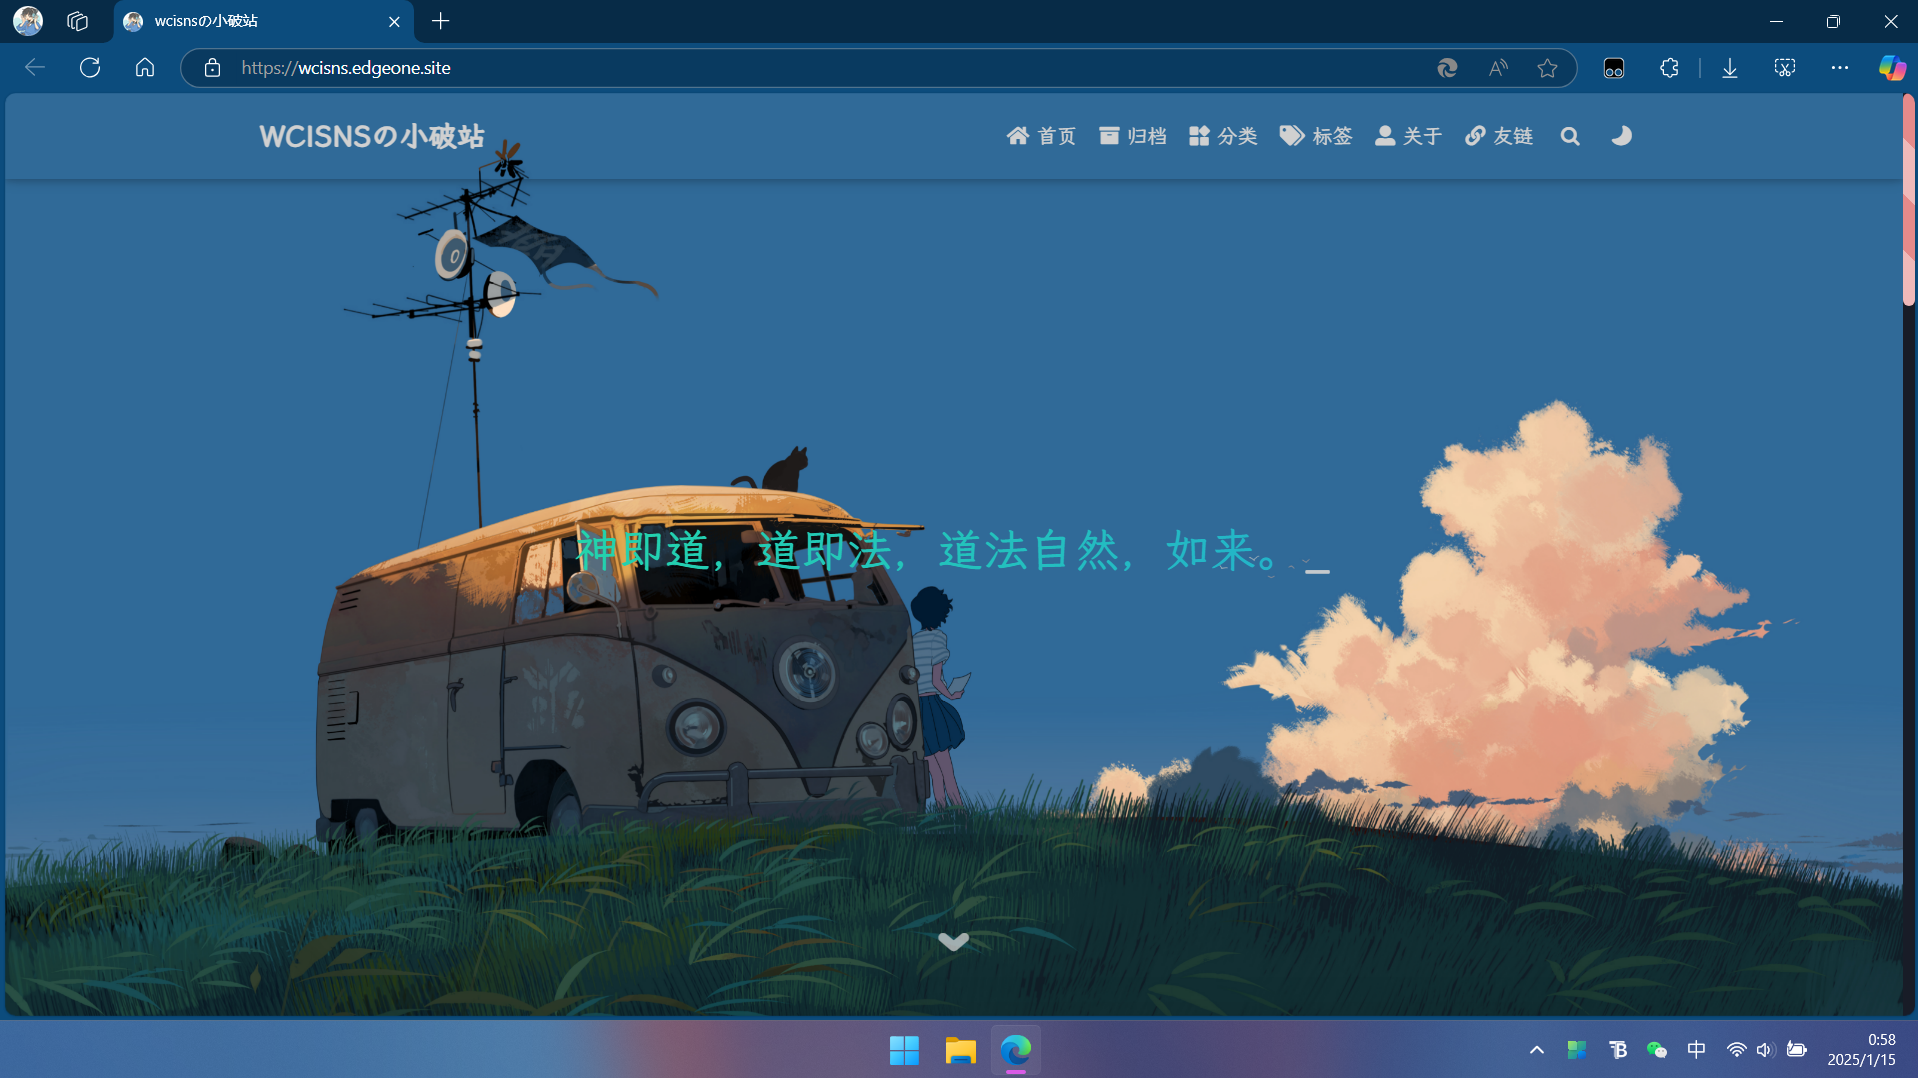 wcisnsの小破站
https://wcisns.edgeone.site
WCISNSの小破站
首页 归档 分类 标签 关于 友链
神即道，道即法，道法自然，如来。_
中
0:58
2025/1/15